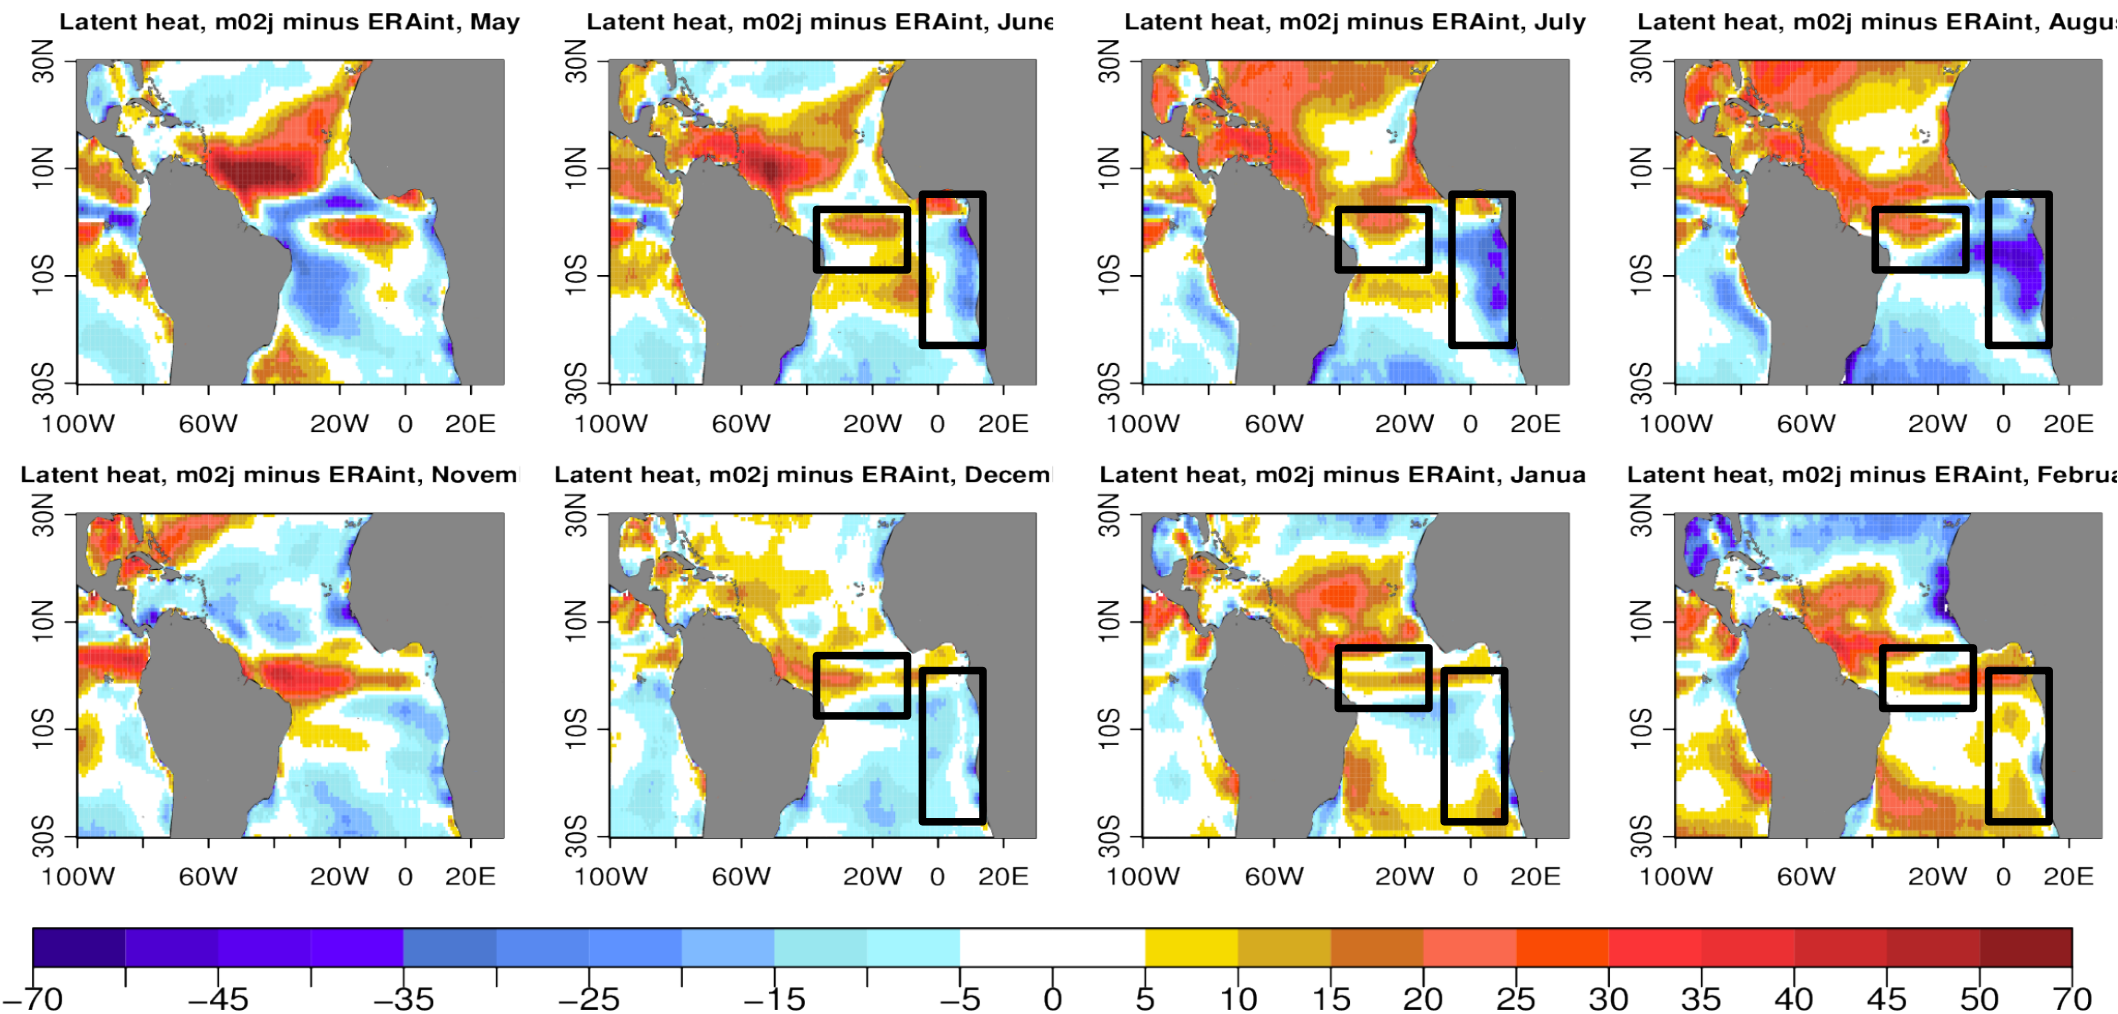 Latent heat, m02j minus ERAint, May
Latent heat, m02j minus ERAint, June
Latent heat, m02j minus ERAint, July
Latent heat, m02j minus ERAint, Augus
30N
10N
10S
30S
100W 60W 20W 0 20E
30N
10N
10S
30S
100W 60W 20W 0 20E
30N
10N
10S
30S
100W 60W 20W 0 20E
30N
10N
10S
30S
100W 60W 20W 0 20E
Latent heat, m02j minus ERAint, Novem
Latent heat, m02j minus ERAint, Decem
Latent heat, m02j minus ERAint, Janua
Latent heat, m02j minus ERAint, Februa
30N
10N
10S
30S
100W 60W 20W 0 20E
30N
10N
10S
30S
100W 60W 20W 0 20E
30N
10N
10S
30S
100W 60W 20W 0 20E
30N
10N
10S
30S
100W 60W 20W 0 20E
−70 −45 −35 −25 −15 −5 0 5 10 15 20 25 30 35 40 45 50 70